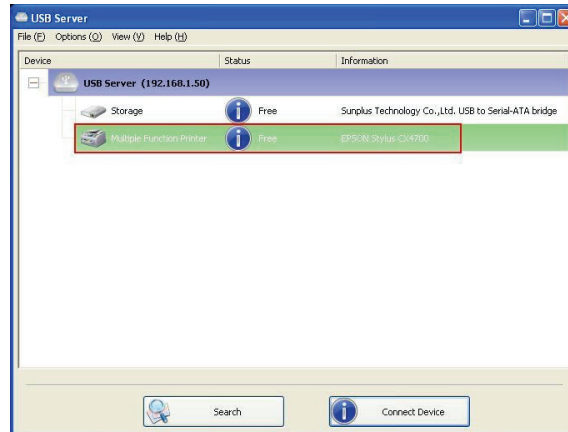 USB Server
File (F) Options (O) View (V) Help (H)
Device Status Information
USB Server (192.168.1.50)
Storage Free Sunplus Technology Co.,Ltd. USB to Serial-ATA bridge
Multiple Function Printer Free EPSON Stylus CX4700
Search Connect Device